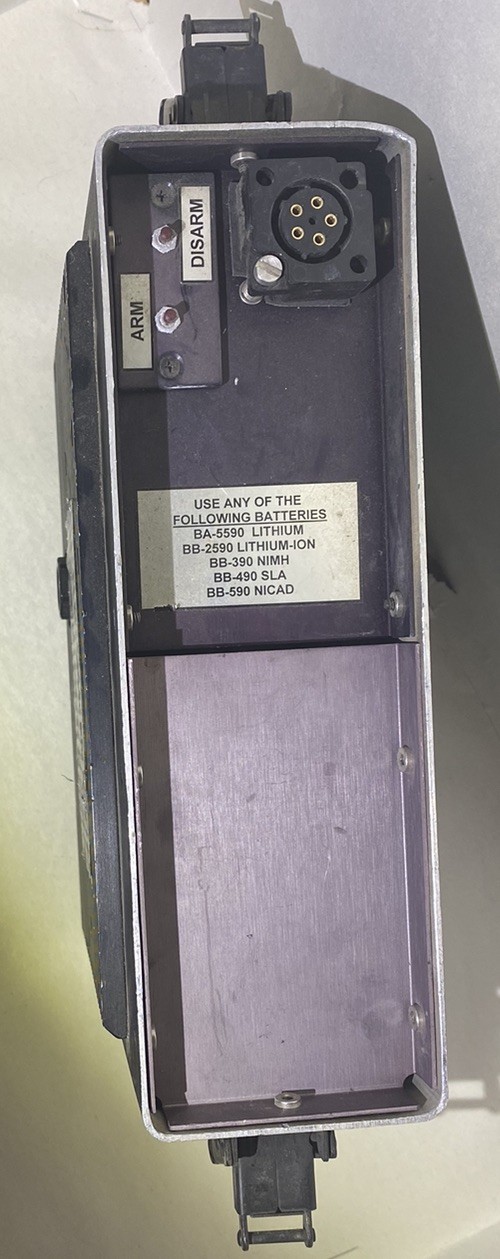 DISARM
ARM
USE ANY OF THE
FOLLOWING BATTERIES
BA-5590 LITHIUM
BB-2590 LITHIUM-ION
BB-390 NIMH
BB-490 SLA
BB-590 NICAD